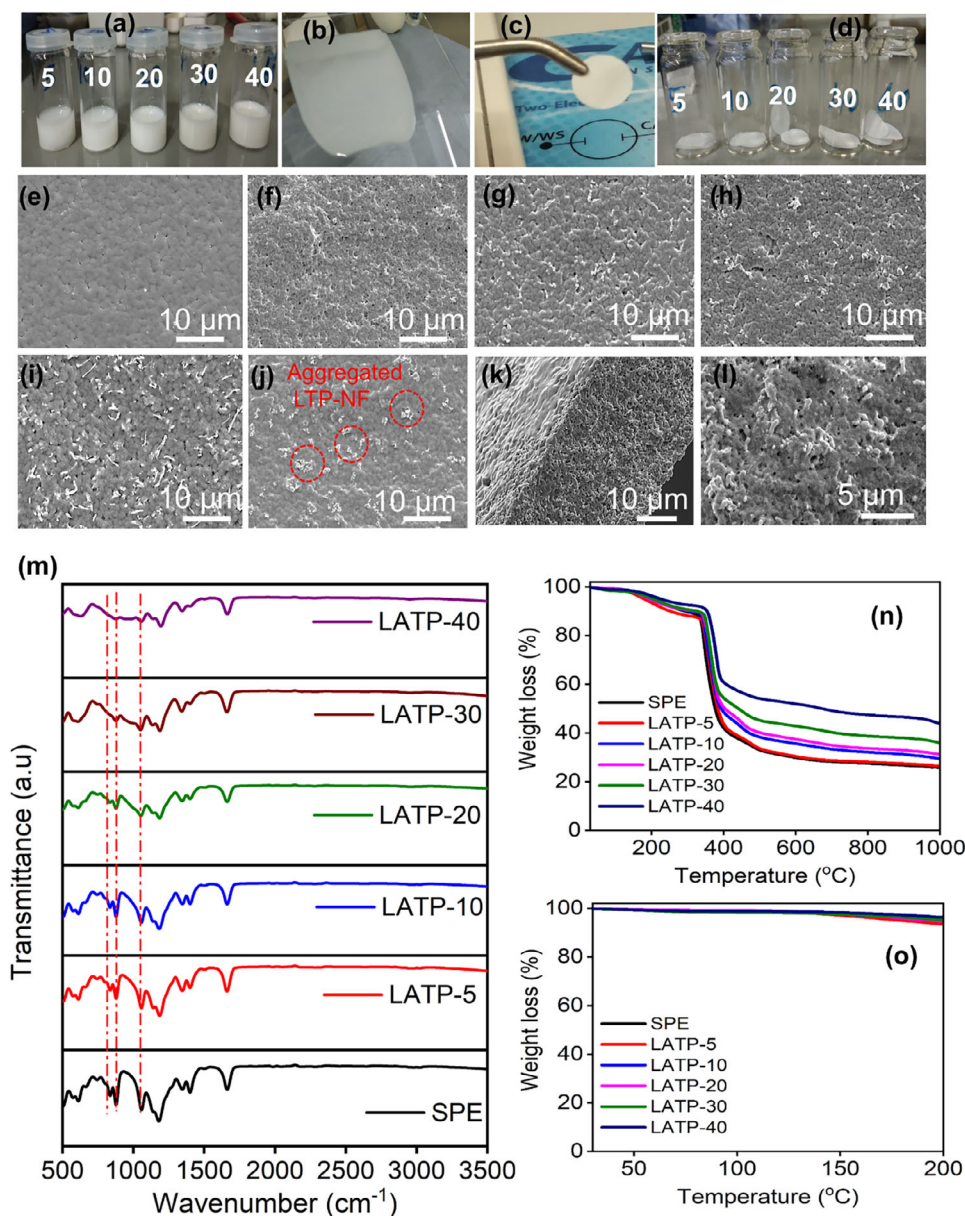 (a)
5 10 20 30 40
(b)
(c)
Two-Elec
W/WS
(d)
5 10 20 30 40
(e)
10 µm
(f)
10 µm
(g)
10 µm
(h)
10 µm
(i)
10 µm
(j)
Aggregated
LTP-NF
10 µm
(k)
10 µm
(l)
5 µm
(m)
Transmittance (a.u)
LATP-40
LATP-30
LATP-20
LATP-10
LATP-5
SPE
500 1000 1500 2000 2500 3000 3500
Wavenumber (cm⁻¹)
(n)
Weight loss (%)
100
80
60
40
20
0
SPE
LATP-5
LATP-10
LATP-20
LATP-30
LATP-40
200 400 600 800 1000
Temperature (°C)
(o)
Weight loss (%)
100
80
60
40
20
0
SPE
LATP-5
LATP-10
LATP-20
LATP-30
LATP-40
50 100 150 200
Temperature (°C)